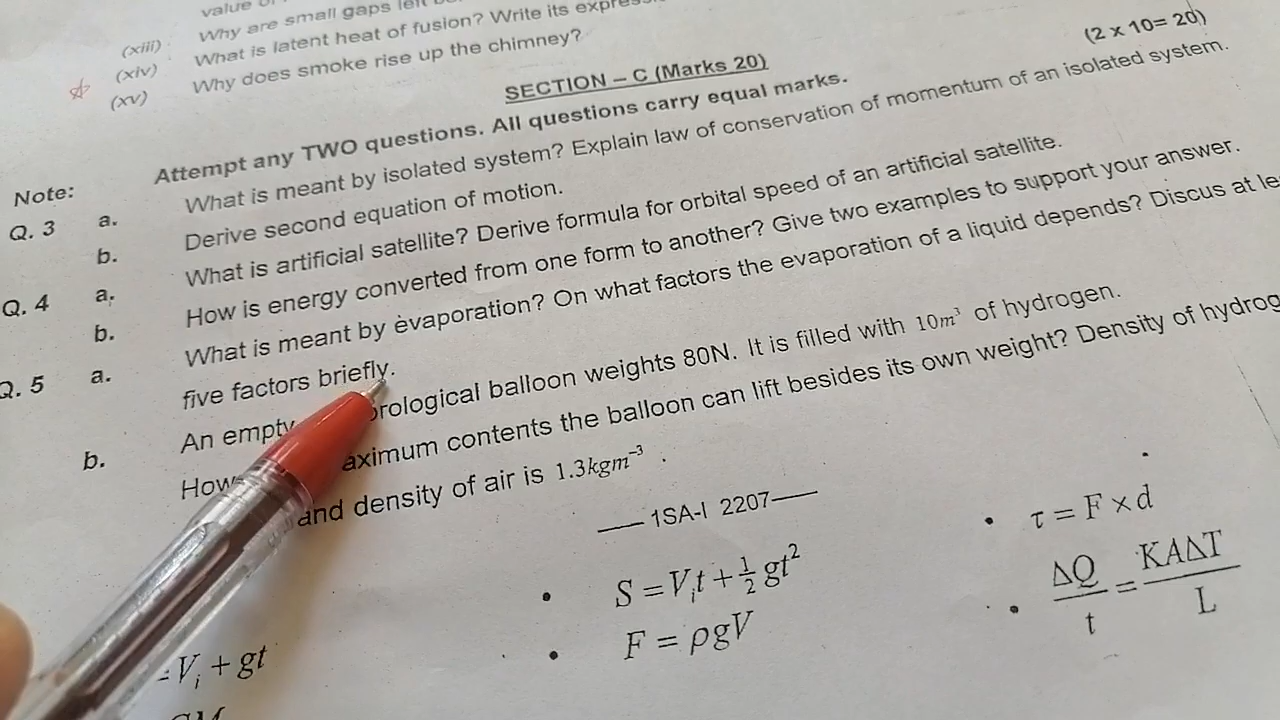 value
(xiii) Why are small gaps left
(xiv) What is latent heat of fusion? Write its
(xv) Why does smoke rise up the chimney?
(2 x 10= 20)
SECTION – C (Marks 20)
Note: Attempt any TWO questions. All questions carry equal marks.
Q. 3 a. What is meant by isolated system? Explain law of conservation of momentum of an isolated system.
b. Derive second equation of motion.
Q. 4 a. What is artificial satellite? Derive formula for orbital speed of an artificial satellite.
b. How is energy converted from one form to another? Give two examples to support your answer.
Q. 5 a. What is meant by evaporation? On what factors the evaporation of a liquid depends? Discus at
five factors briefly.
b. An empty orological balloon weights 80N. It is filled with 10m³ of hydrogen.
How aximum contents the balloon can lift besides its own weight? Density of hydrog
and density of air is 1.3kgm⁻³ .
—— 1SA-I 2207——
• S = Vᵢt + ½ gt²
• τ = F × d
• F = ρgV
• ΔQ/t = KAΔT/L
= Vᵢ + gt
GM